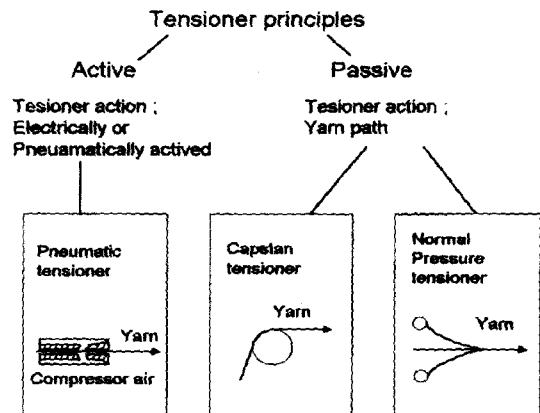 Tensioner principles
Active
Passive
Tesioner action ;
Electrically or
Pneuamatically actived
Tesioner action ;
Yarn path
Pneumatic
tensioner
Yarn
Compressor air
Capstan
tensioner
Yarn
Normal
Pressure
tensioner
Yarn